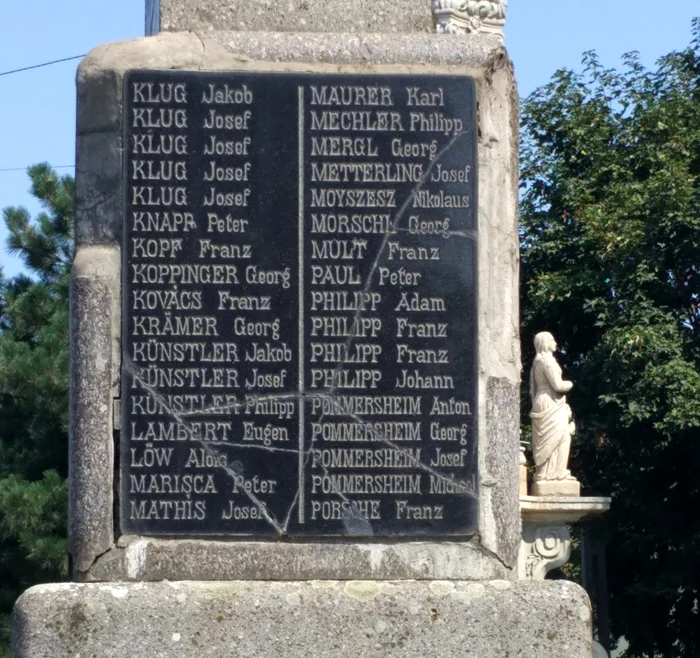 KLUG Jakob
KLUG Josef
KLUG Josef
KLUG Josef
KLUG Josef
KNAPP Peter
KOPF Franz
KOPPINGER Georg
KOVÀCS Franz
KRÄMER Georg
KÜNSTLER Jakob
KÜNSTLER Josef
KÜNSTLER Philipp
LAMBERT Eugen
LÖW Alois
MARISCA Peter
MATHIS Josef
MAURER Karl
MECHLER Philipp
MERGL Georg
METTERLING Josef
MOYSZESZ Nikolaus
MORSCHL Georg
MULT Franz
PAUL Peter
PHILIPP Adam
PHILIPP Franz
PHILIPP Franz
PHILIPP Johann
POMMERSHEIM Anton
POMMERSHEIM Georg
POMMERSHEIM Josef
POMMERSHEIM Michael
PORSCHE Franz